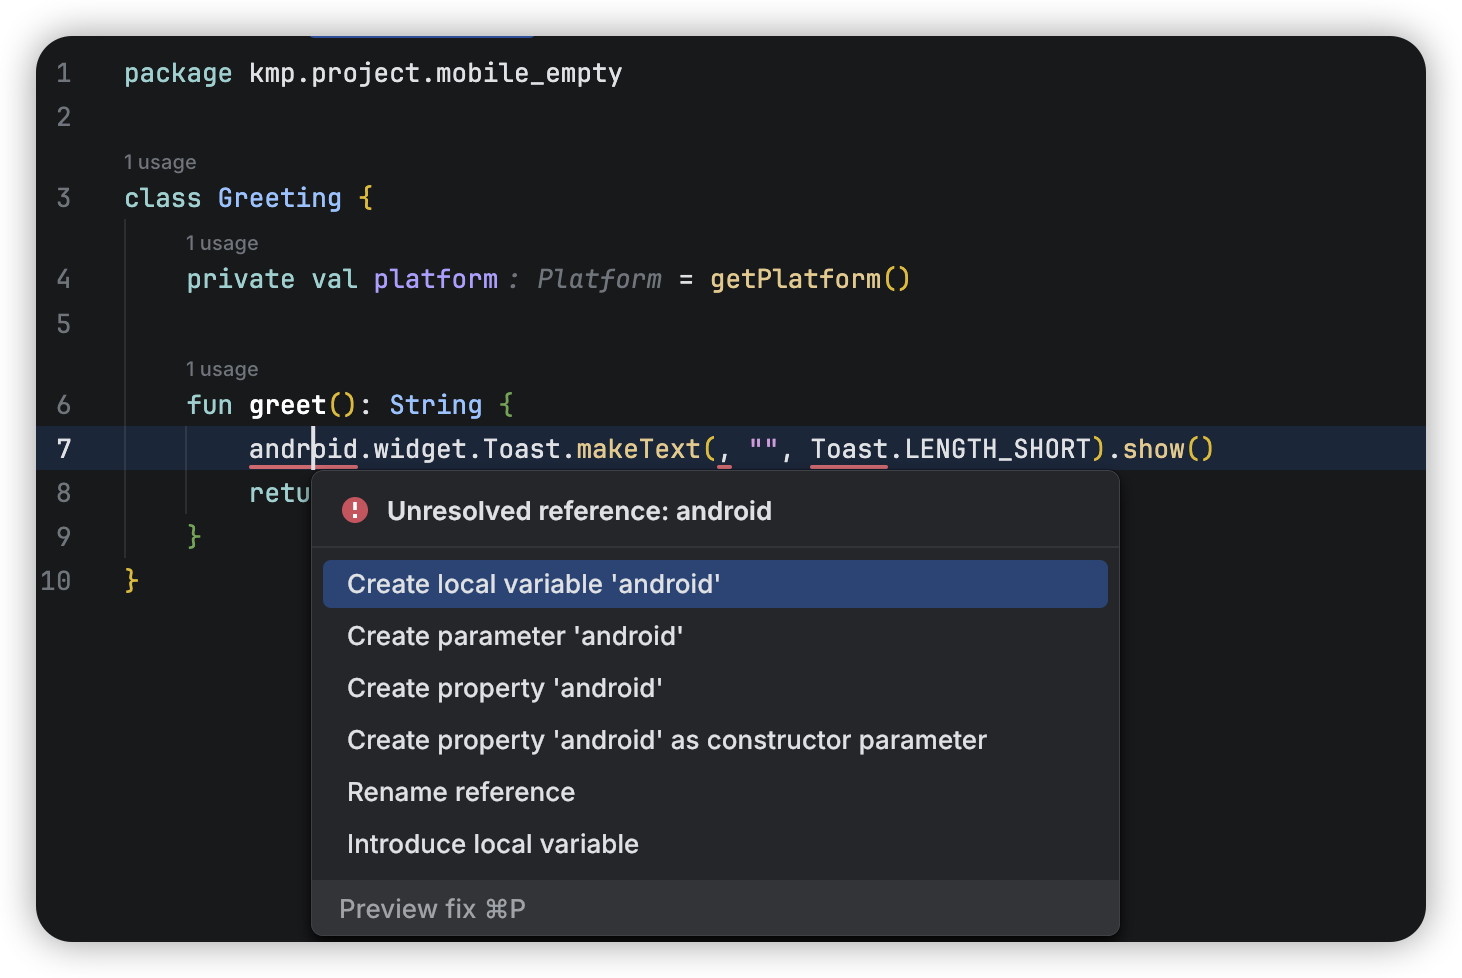 1 package kmp.project.mobile_empty
2
1 usage
3 class Greeting {
1 usage
4 private val platform : Platform = getPlatform()
5
1 usage
6 fun greet(): String {
7 android.widget.Toast.makeText(, "", Toast.LENGTH_SHORT).show()
8 retu
Unresolved reference: android
9 }
10 }
Create local variable 'android'
Create parameter 'android'
Create property 'android'
Create property 'android' as constructor parameter
Rename reference
Introduce local variable
Preview fix ⌘P